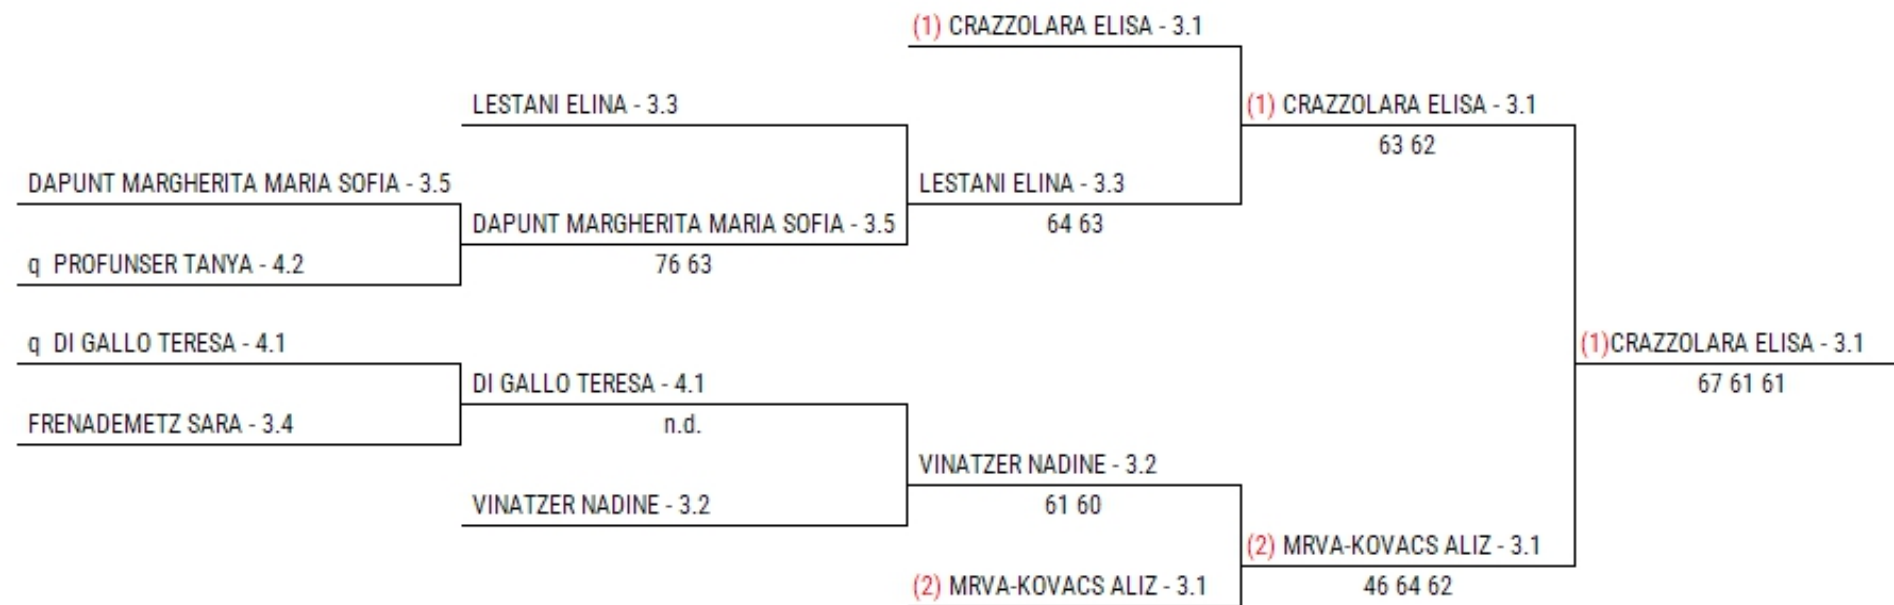 (1) CRAZZOLARA ELISA - 3.1
LESTANI ELINA - 3.3
(1) CRAZZOLARA ELISA - 3.1
63 62
DAPUNT MARGHERITA MARIA SOFIA - 3.5
LESTANI ELINA - 3.3
DAPUNT MARGHERITA MARIA SOFIA - 3.5
64 63
q PROFUNSER TANYA - 4.2
76 63
q DI GALLO TERESA - 4.1
(1)CRAZZOLARA ELISA - 3.1
DI GALLO TERESA - 4.1
67 61 61
FRENADEMETZ SARA - 3.4
n.d.
VINATZER NADINE - 3.2
VINATZER NADINE - 3.2
61 60
(2) MRVA-KOVACS ALIZ - 3.1
(2) MRVA-KOVACS ALIZ - 3.1
46 64 62